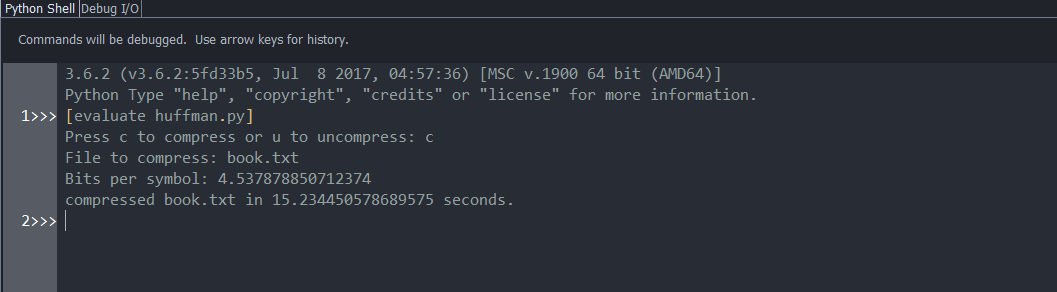 Python Shell Debug I/O
Commands will be debugged. Use arrow keys for history.
3.6.2 (v3.6.2:5fd33b5, Jul  8 2017, 04:57:36) [MSC v.1900 64 bit (AMD64)]
Python Type "help", "copyright", "credits" or "license" for more information.
1>>> [evaluate huffman.py]
Press c to compress or u to uncompress: c
File to compress: book.txt
Bits per symbol: 4.537878850712374
compressed book.txt in 15.234450578689575 seconds.
2>>>